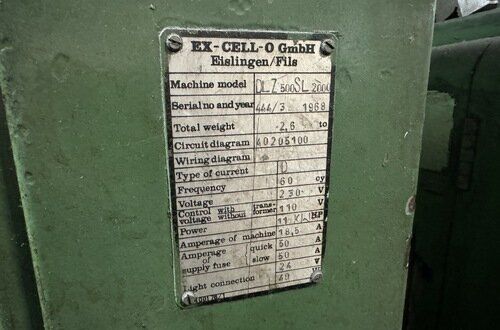 EX-CELL-O GmbH
Eislingen/Fils
Machine model DLZ 500 SL 2000
Serial no and year 444/3 1968
Total weight 2,6 to
Circuit diagram 40205100
Wiring diagram
Type of current
Frequency 60 cy
Voltage 230 V
Control with trans- 110 V
voltage without former
Power 11 HP
Amperage of machine 18,5 A
Amperage quick 50 A
of
supply fuse slow 50 A
24 V
Light connection 40